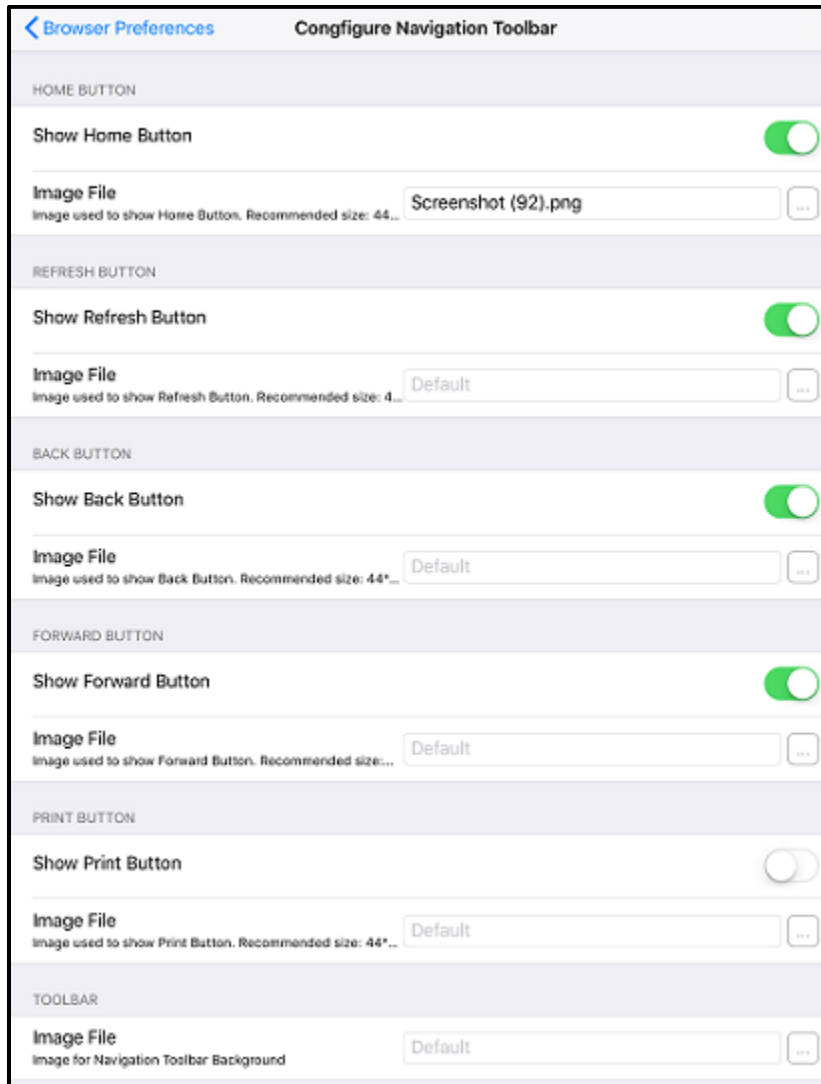 Browser Preferences
Congfigure Navigation Toolbar
HOME BUTTON
Show Home Button
Image File
Image used to show Home Button. Recommended size: 44...
Screenshot (92).png
...
REFRESH BUTTON
Show Refresh Button
Image File
Image used to show Refresh Button. Recommended size: 4...
Default
...
BACK BUTTON
Show Back Button
Image File
Image used to show Back Button. Recommended size: 44*...
Default
...
FORWARD BUTTON
Show Forward Button
Image File
Image used to show Forward Button. Recommended size:...
Default
...
PRINT BUTTON
Show Print Button
Image File
Image used to show Print Button. Recommended size: 44*...
Default
...
TOOLBAR
Image File
Image for Navigation Toolbar Background
Default
...